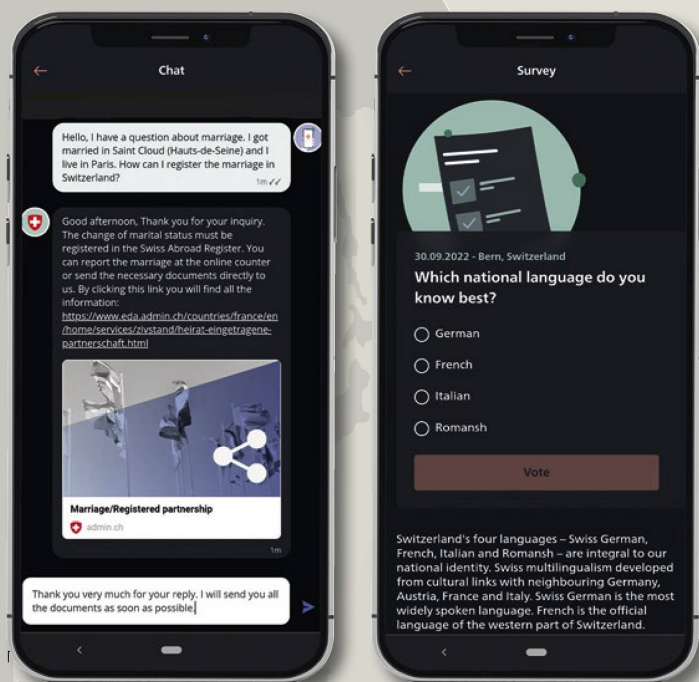 Chat
Hello, I have a question about marriage. I got
married in Saint Cloud (Hauts-de-Seine) and I
live in Paris. How can I register the marriage in
Switzerland?
1m
Good afternoon, Thank you for your inquiry.
The change of marital status must be
registered in the Swiss Abroad Register. You
can report the marriage at the online counter
or send the necessary documents directly to
us. By clicking this link you will find all the
information:
https://www.eda.admin.ch/countries/france/en
/home/services/zivstand/heirat-eingetragene-
partnerschaft.html
Marriage/Registered partnership
admin.ch
1m
Thank you very much for your reply. I will send you all
the documents as soon as possible.
Survey
30.09.2022 - Bern, Switzerland
Which national language do you
know best?
German
French
Italian
Romansh
Vote
Switzerland's four languages – Swiss German,
French, Italian and Romansh – are integral to our
national identity. Swiss multilingualism developed
from cultural links with neighbouring Germany,
Austria, France and Italy. Swiss German is the most
widely spoken language. French is the official
language of the western part of Switzerland.